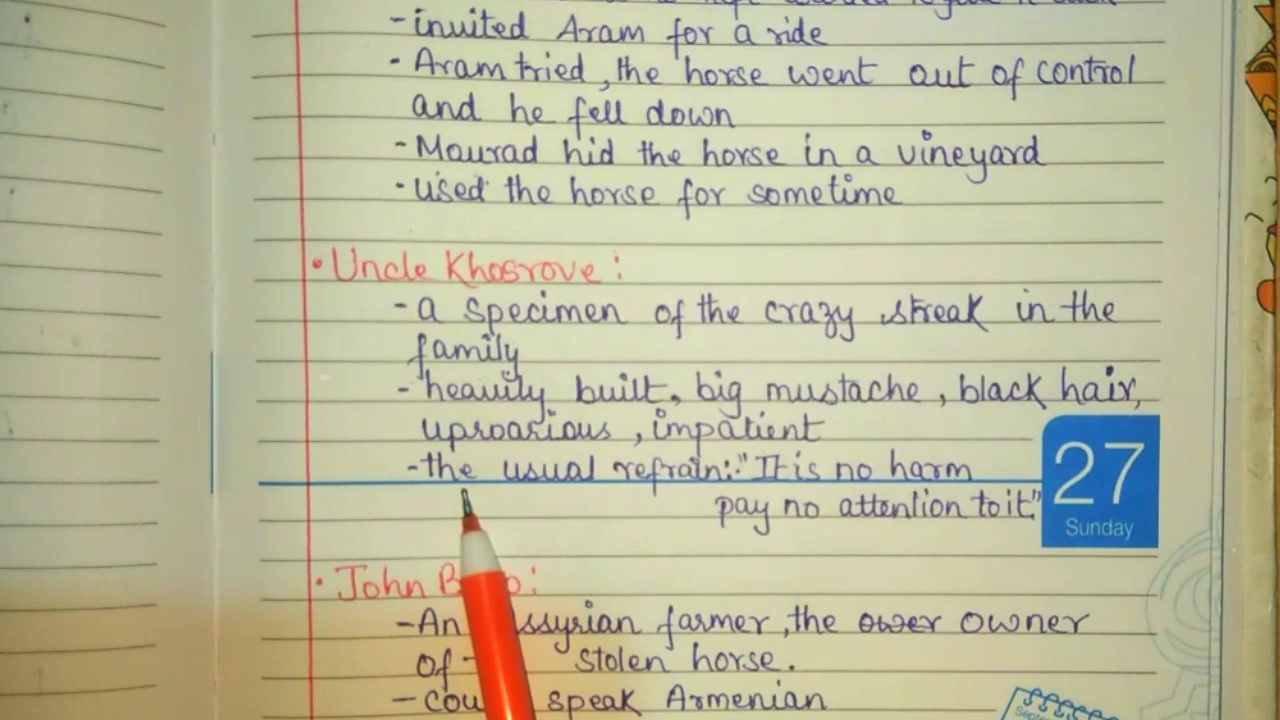 -invited Aram for a ride
- Aram tried, the horse went out of control
and he fell down
- Mourad hid the horse in a vineyard
- used the horse for sometime
• Uncle Khosrove:
- a specimen of the crazy streak in the
family
- heavily built, big mustache, black hair,
uproarious, impatient
-the usual refrain:-"It is no harm
pay no attention to it."
27
Sunday
• John
-An Assyrian farmer, the ower owner
of stolen horse.
- speak Armenian